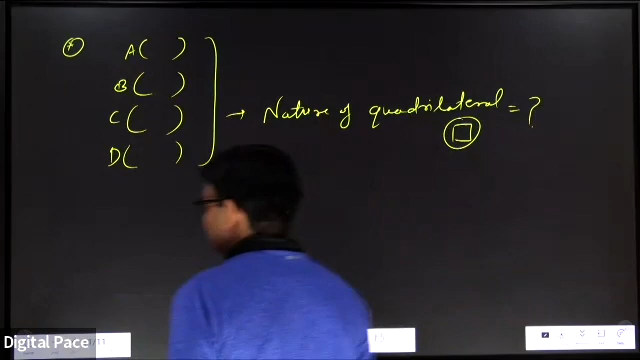 A( )
B( )
C( )
D( )
→ Nature of quadrilateral = ?
Digital Pace